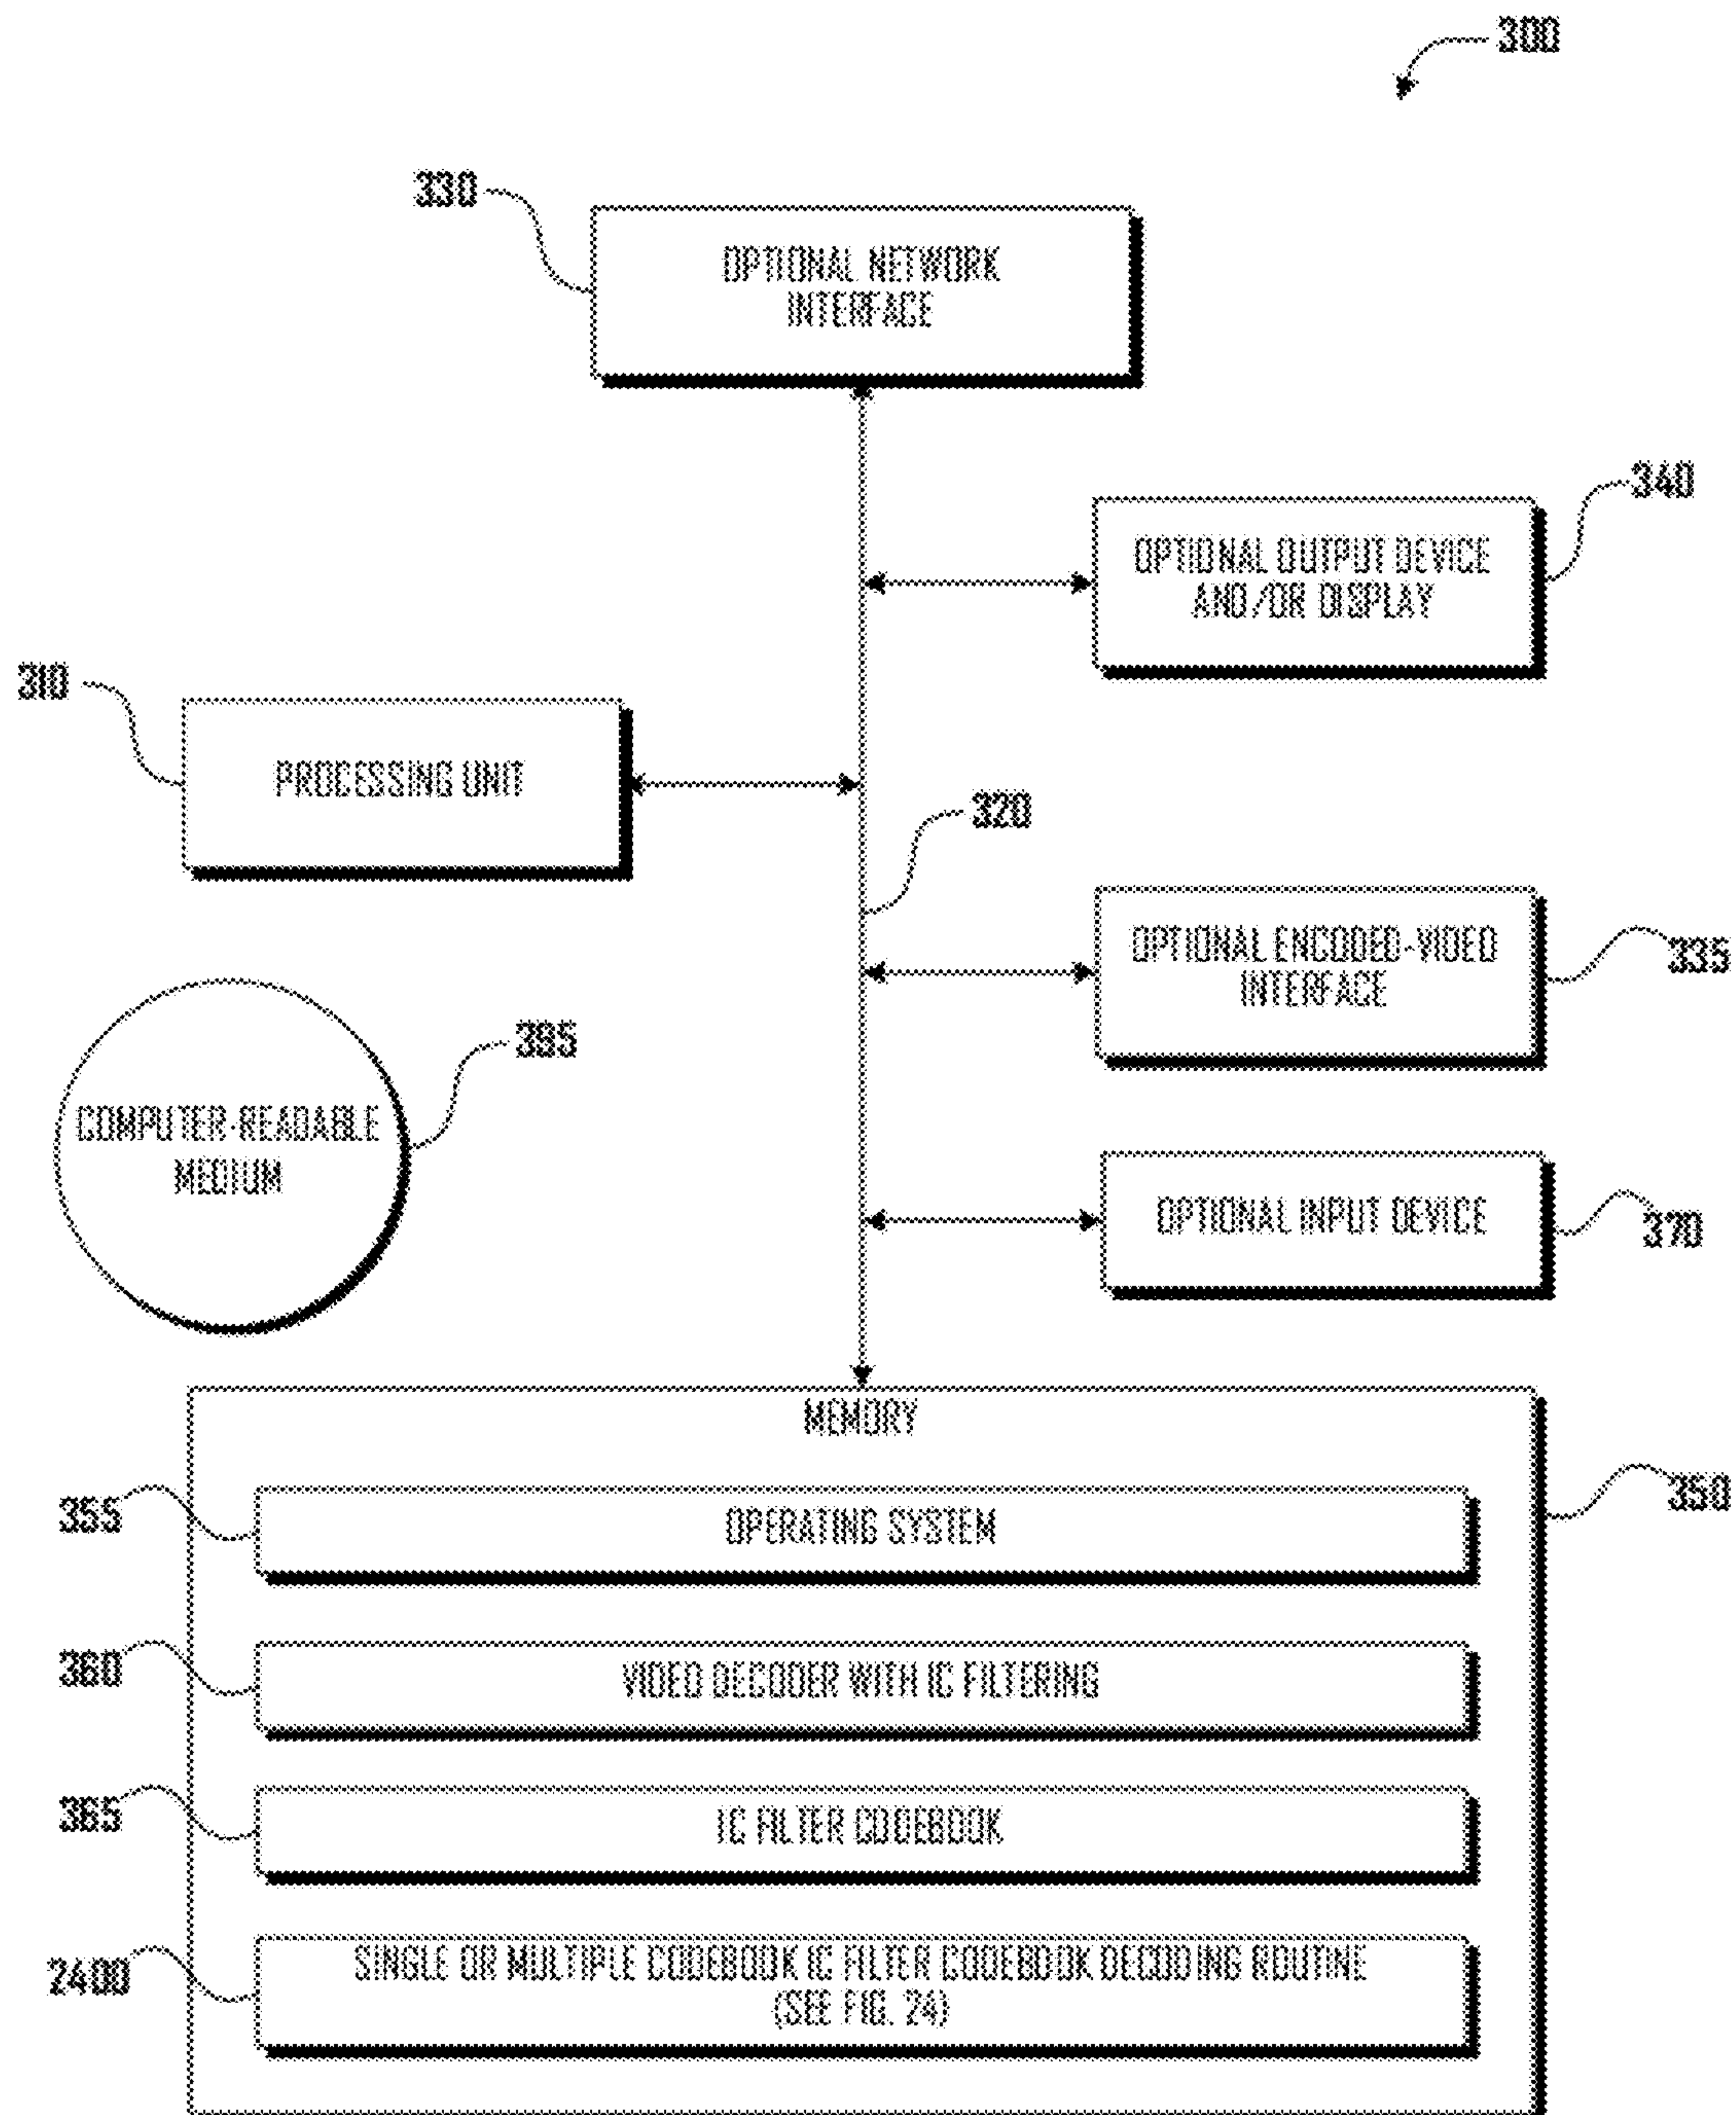 300
330
OPTIONAL NETWORK
INTERFACE
340
OPTIONAL OUTPUT DEVICE
AND/OR DISPLAY
310
PROCESSING UNIT
320
OPTIONAL ENCODED-VIDEO
INTERFACE
335
395
COMPUTER-READABLE
MEDIUM
OPTIONAL INPUT DEVICE
370
MEMORY
350
355
OPERATING SYSTEM
360
VIDEO DECODER WITH IC FILTERING
365
IC FILTER CODEBOOK
2400
SINGLE OR MULTIPLE CODEBOOK IC FILTER CODEBOOK DECODING ROUTINE
(SEE FIG. 24)